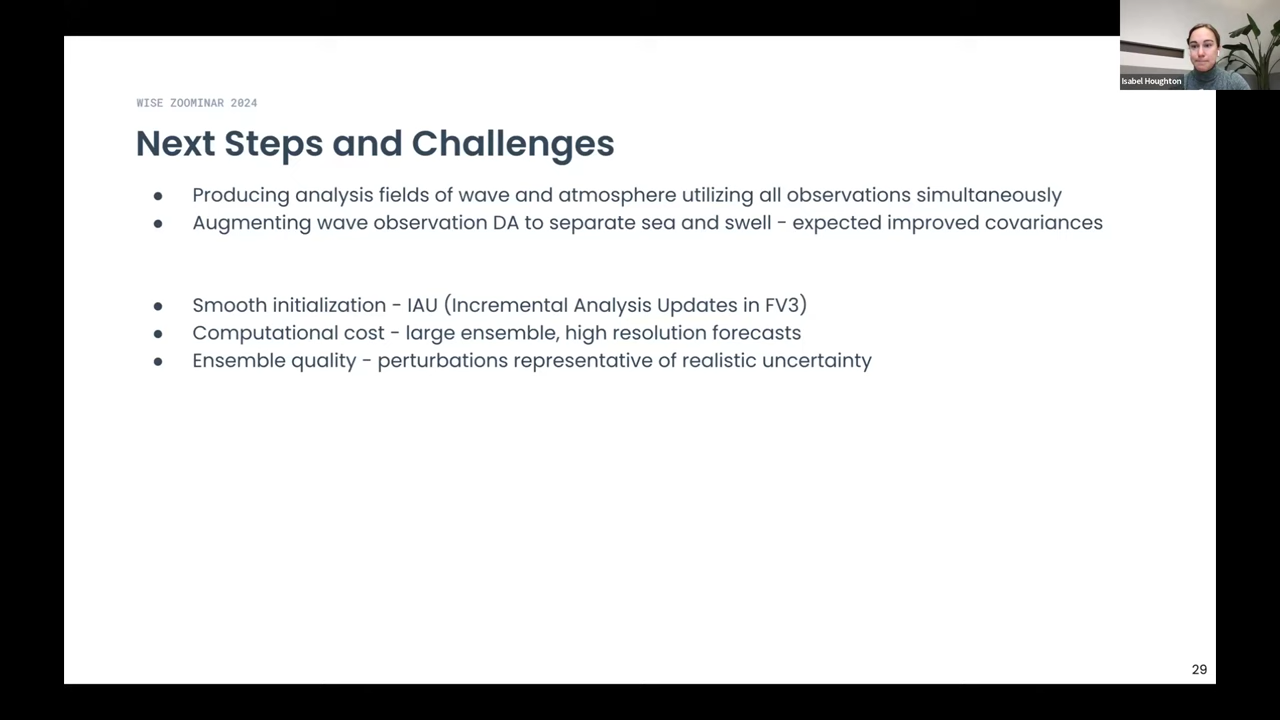 Isabel Houghton
WISE ZOOMINAR 2024
Next Steps and Challenges
● Producing analysis fields of wave and atmosphere utilizing all observations simultaneously
● Augmenting wave observation DA to separate sea and swell - expected improved covariances
● Smooth initialization - IAU (Incremental Analysis Updates in FV3)
● Computational cost - large ensemble, high resolution forecasts
● Ensemble quality - perturbations representative of realistic uncertainty
29